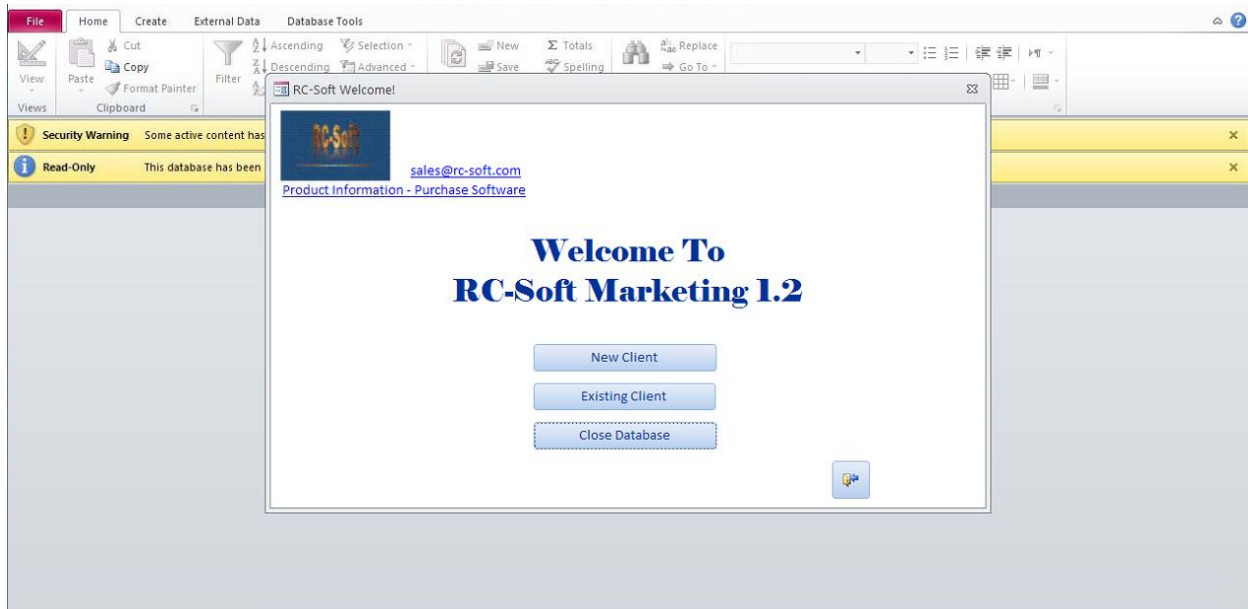 File Home Create External Data Database Tools
Cut Ascending Selection New Totals Replace
Copy Descending Advanced Save Spelling Go To
View Paste Format Painter Filter
Views Clipboard
RC-Soft Welcome!
Security Warning Some active content has
Read-Only This database has been
RC-Soft
sales@rc-soft.com
Product Information - Purchase Software
Welcome To
RC-Soft Marketing 1.2
New Client
Existing Client
Close Database